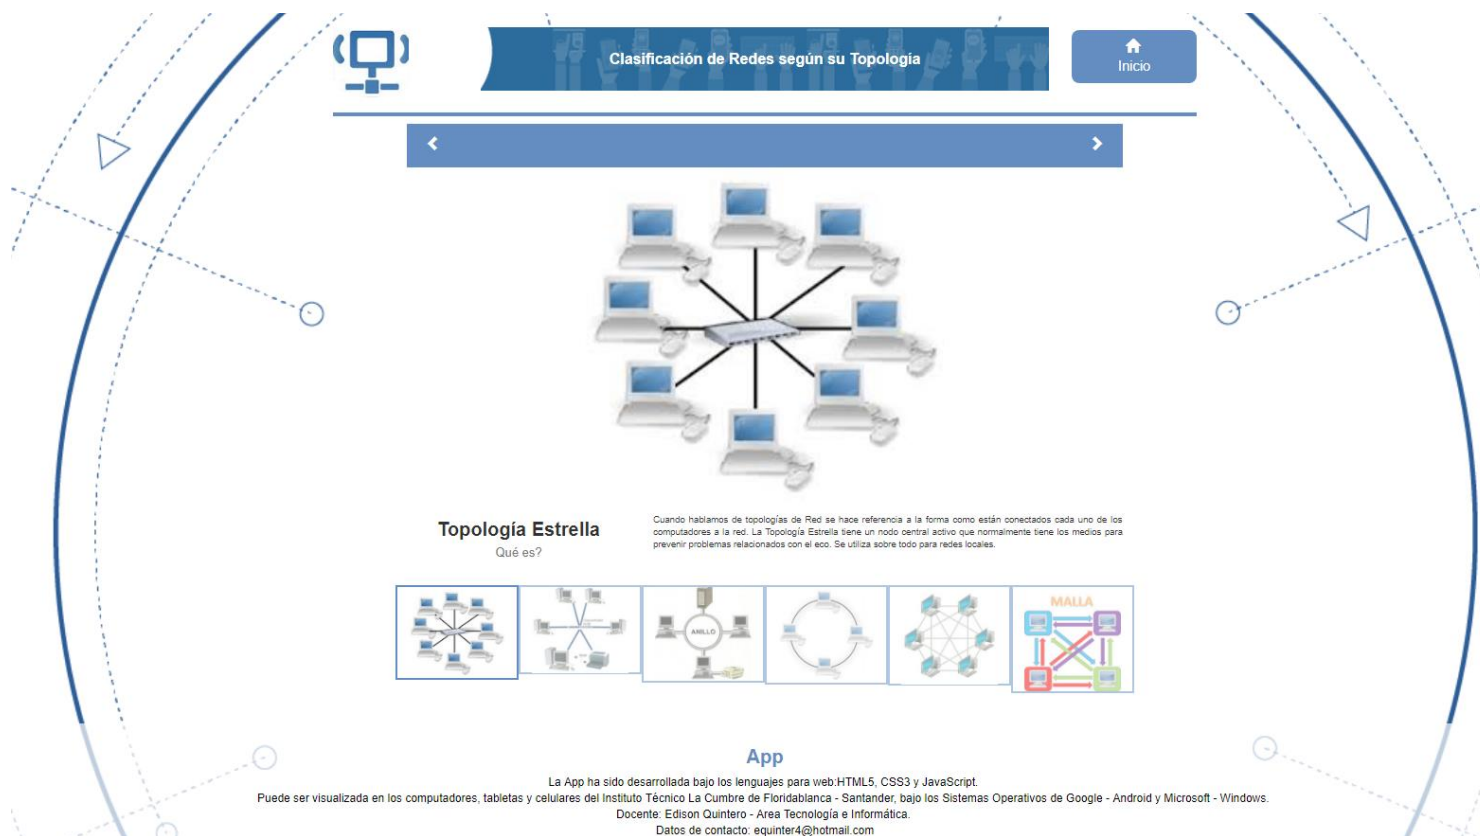 Clasificación de Redes según su Topología
Inicio
Topología Estrella
Qué es?
Cuando hablamos de topologías de Red se hace referencia a la forma como están conectados cada uno de los
computadores a la red. La Topología Estrella tiene un nodo central activo que normalmente tiene los medios para
prevenir problemas relacionados con el eco. Se utiliza sobre todo para redes locales.
ANILLO
MALLA
App
La App ha sido desarrollada bajo los lenguajes para web:HTML5, CSS3 y JavaScript.
Puede ser visualizada en los computadores, tabletas y celulares del Instituto Técnico La Cumbre de Floridablanca - Santander, bajo los Sistemas Operativos de Google - Android y Microsoft - Windows.
Docente: Edison Quintero - Area Tecnología e Informática.
Datos de contacto: equinter4@hotmail.com